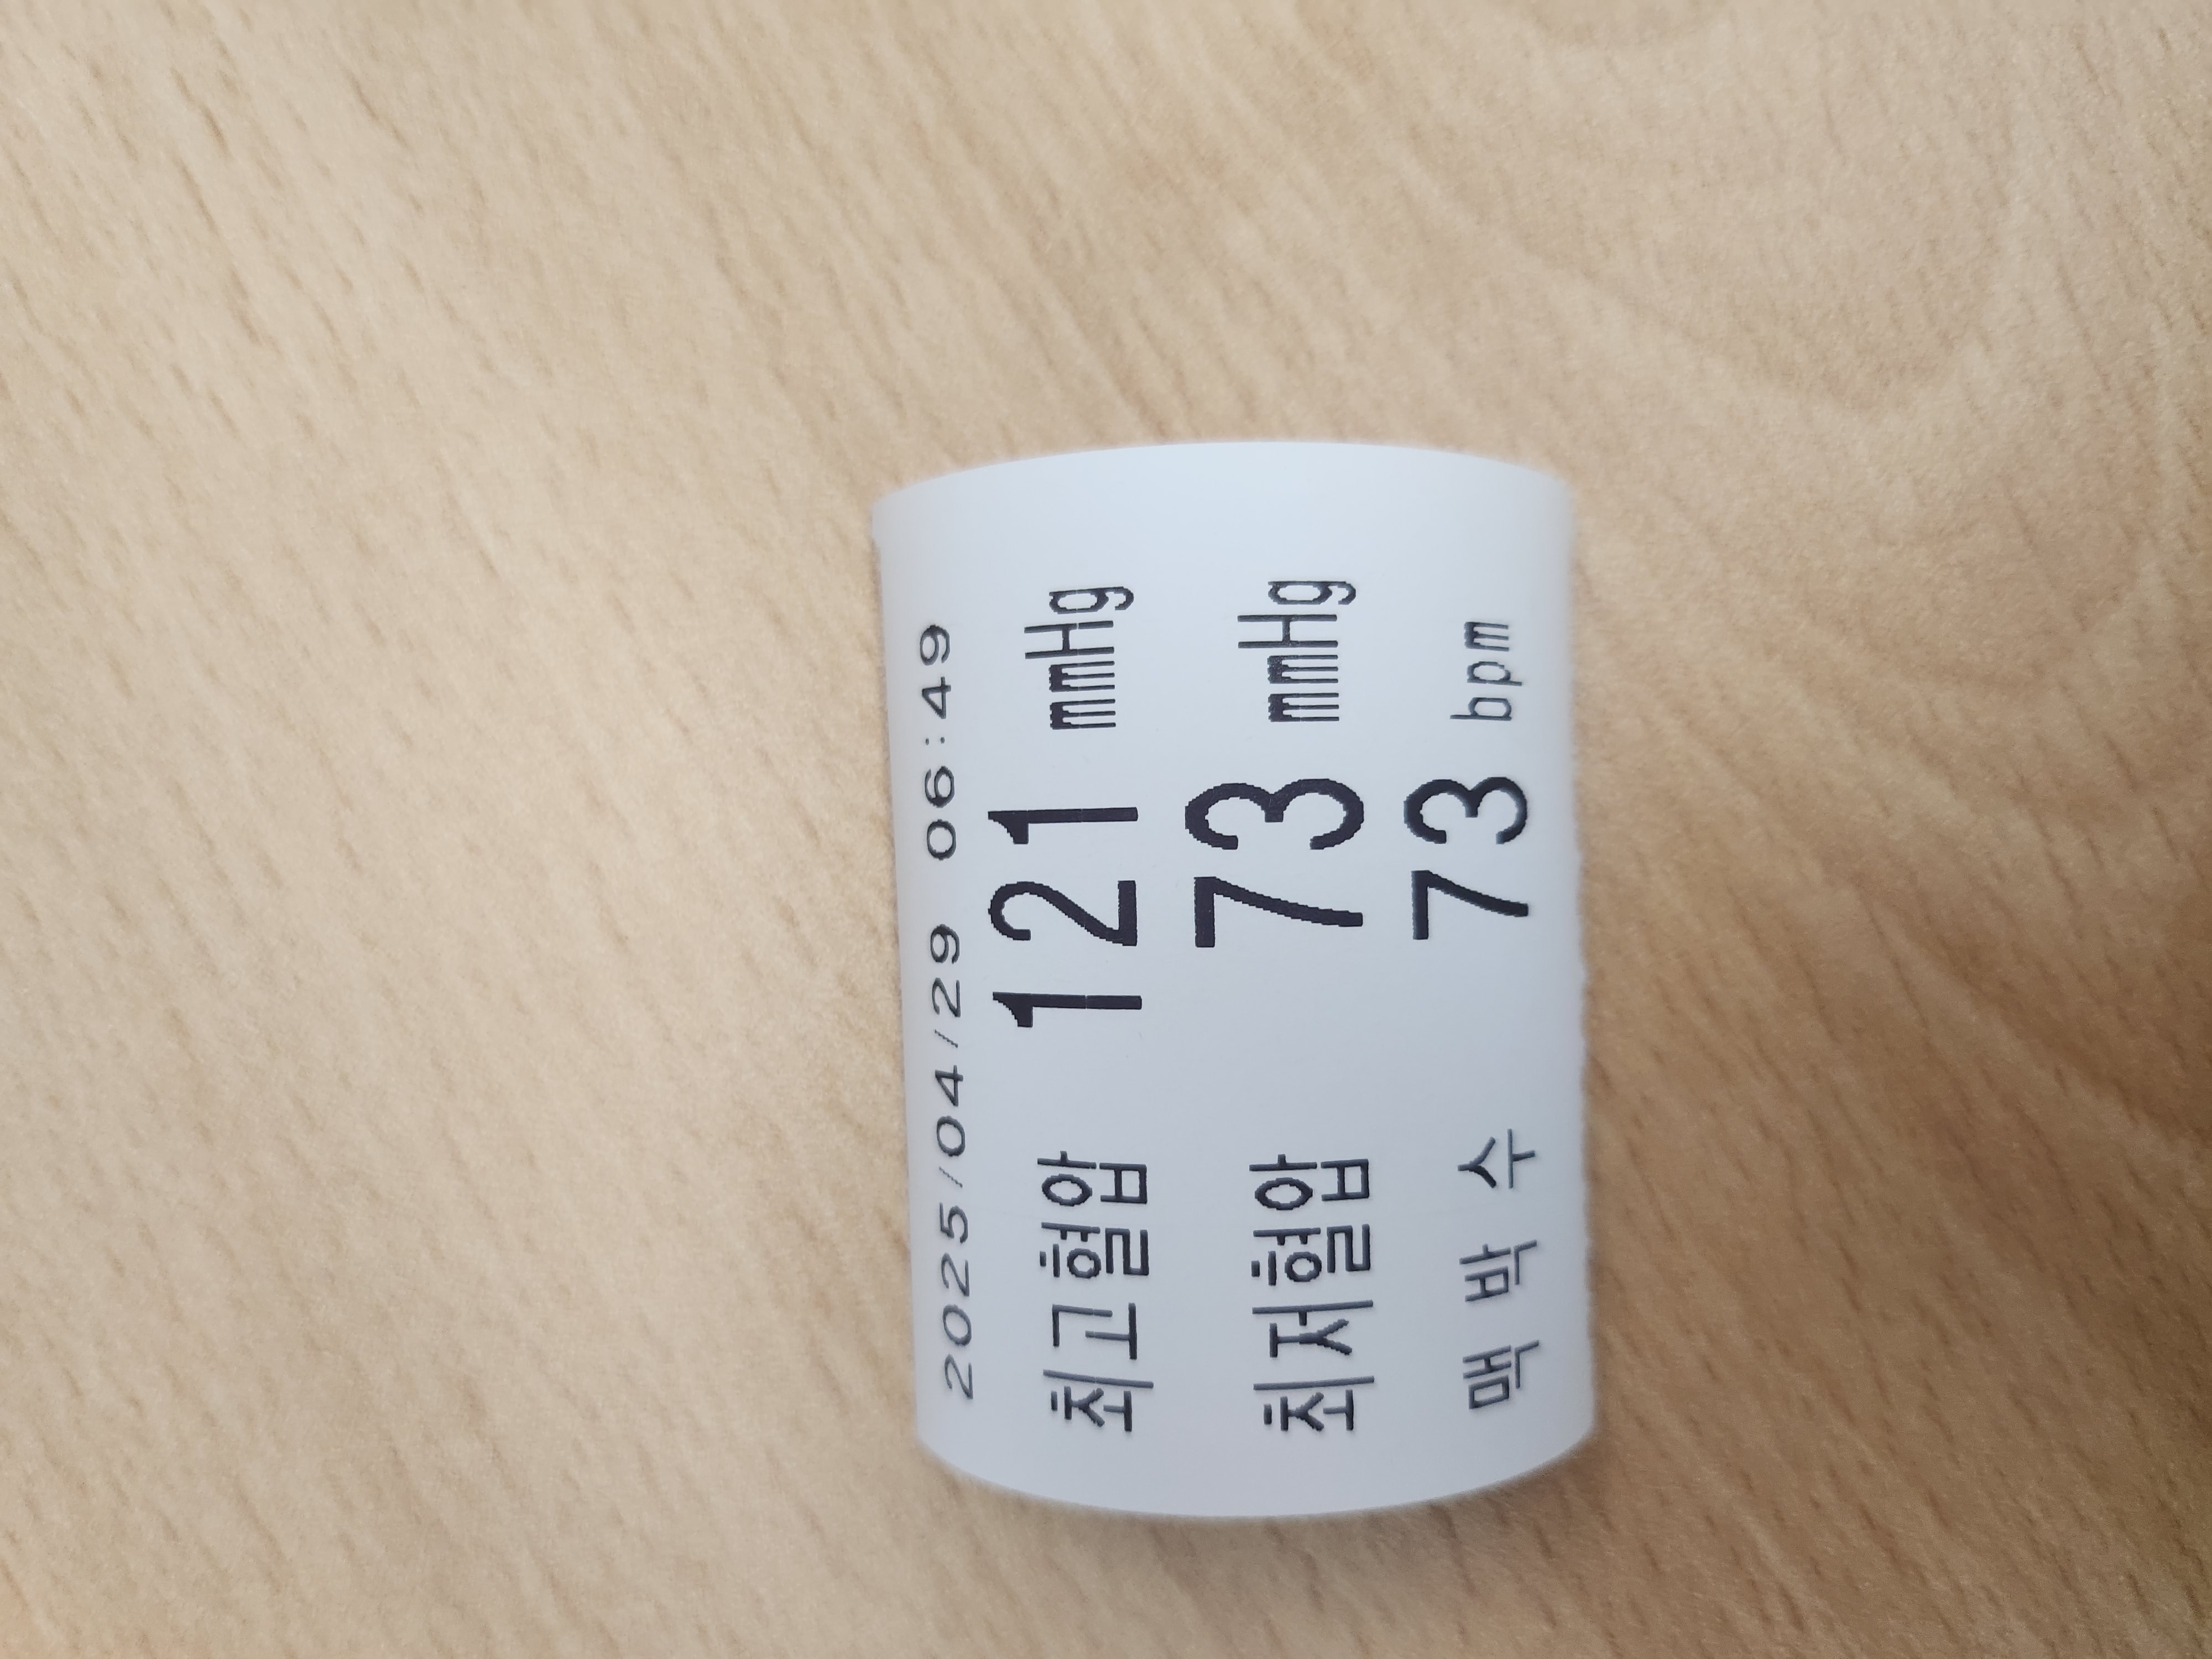 2025/04/29 06:49
최고혈압 121 mmHg
최저혈압 73 mmHg
맥 박 수 73 bpm